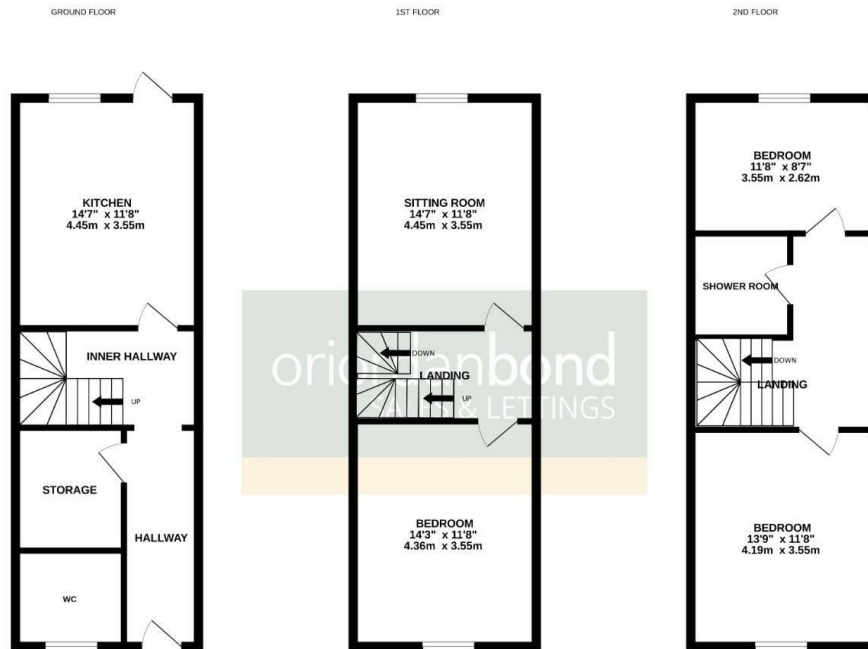 GROUND FLOOR
KITCHEN
14'7" x 11'8"
4.45m x 3.55m
INNER HALLWAY
UP
STORAGE
HALLWAY
WC
1ST FLOOR
SITTING ROOM
14'7" x 11'8"
4.45m x 3.55m
DOWN
LANDING
UP
BEDROOM
14'3" x 11'8"
4.36m x 3.55m
oriordanbond
SALES & LETTINGS
2ND FLOOR
BEDROOM
11'8" x 8'7"
3.55m x 2.62m
SHOWER ROOM
DOWN
LANDING
BEDROOM
13'9" x 11'8"
4.19m x 3.55m